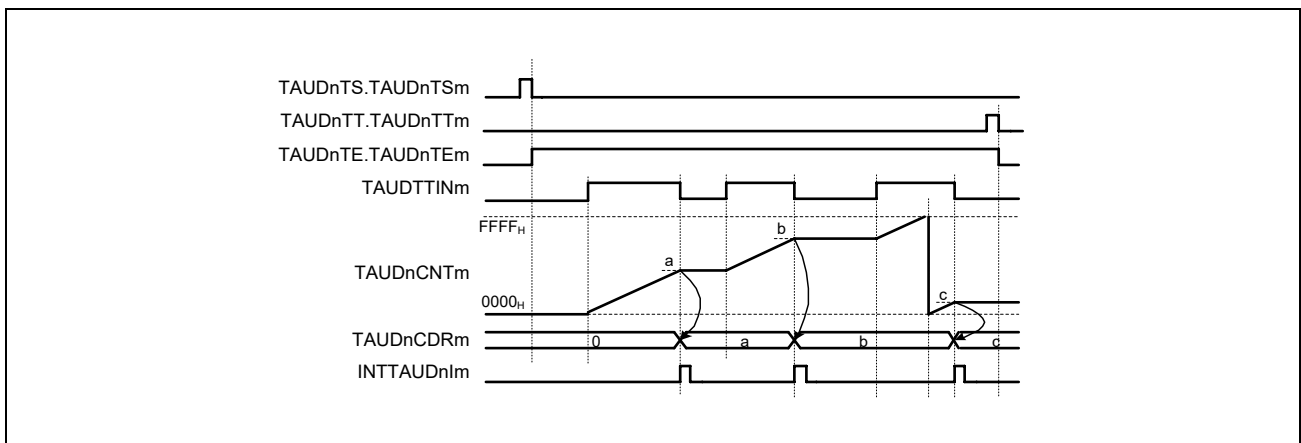 TAUDnTS.TAUDnTSm
TAUDnTT.TAUDnTTm
TAUDnTE.TAUDnTEm
TAUDTTINm
FFFFH
b
a
TAUDnCNTm
c
0000H
TAUDnCDRm
0 a b c
INTTAUDnIm